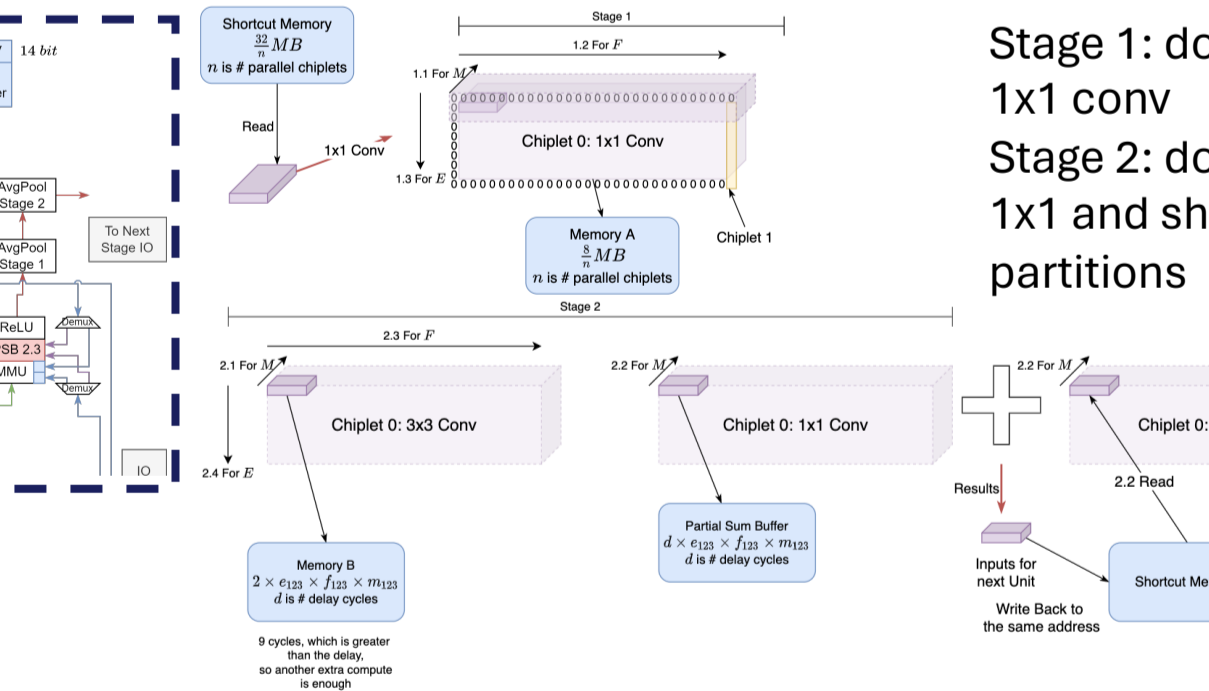 14 bit
er
AvgPool
Stage 2
To Next
Stage IO
AvgPool
Stage 1
ReLU
Demux
PSB 2.3
MMU
Demux
IO
Shortcut Memory
32/n MB
n is # parallel chiplets
Read
1x1 Conv
Stage 1
1.2 For F
1.1 For M
000000000000000000000000000000
Chiplet 0: 1x1 Conv
1.3 For E
00000000000000000000000000000
Chiplet 1
Memory A
8/n MB
n is # parallel chiplets
Stage 1: do
1x1 conv
Stage 2: do
1x1 and sh
partitions
Stage 2
2.3 For F
2.1 For M
Chiplet 0: 3x3 Conv
2.4 For E
2.2 For M
Chiplet 0: 1x1 Conv
2.2 For M
Chiplet 0:
2.2 Read
Results
Memory B
2 × e₁₂₃ × f₁₂₃ × m₁₂₃
d is # delay cycles
9 cycles, which is greater
than the delay,
so another extra compute
is enough
Partial Sum Buffer
d × e₁₂₃ × f₁₂₃ × m₁₂₃
d is # delay cycles
Inputs for
next Unit
Write Back to
the same address
Shortcut Me